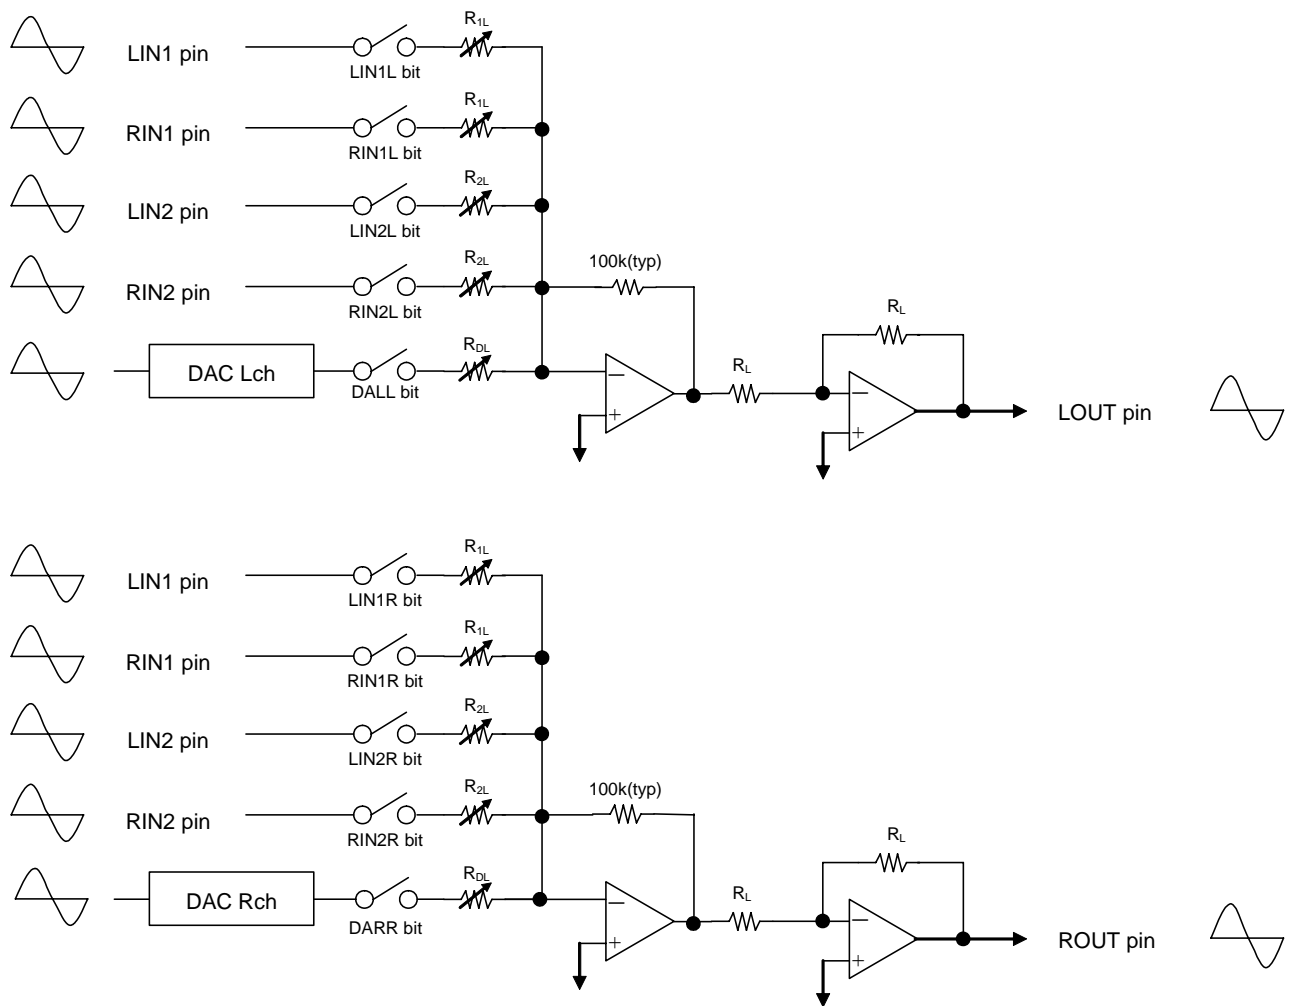 R1L
LIN1 pin
LIN1L bit
R1L
RIN1 pin
RIN1L bit
R2L
LIN2 pin
LIN2L bit
R2L
100k(typ)
RIN2 pin
RIN2L bit
RL
RDL
DAC Lch
RL
DALL bit
−
+
−
+
LOUT pin
R1L
LIN1 pin
LIN1R bit
R1L
RIN1 pin
RIN1R bit
R2L
LIN2 pin
LIN2R bit
R2L
100k(typ)
RIN2 pin
RIN2R bit
RL
RDL
DAC Rch
RL
DARR bit
−
+
−
+
ROUT pin